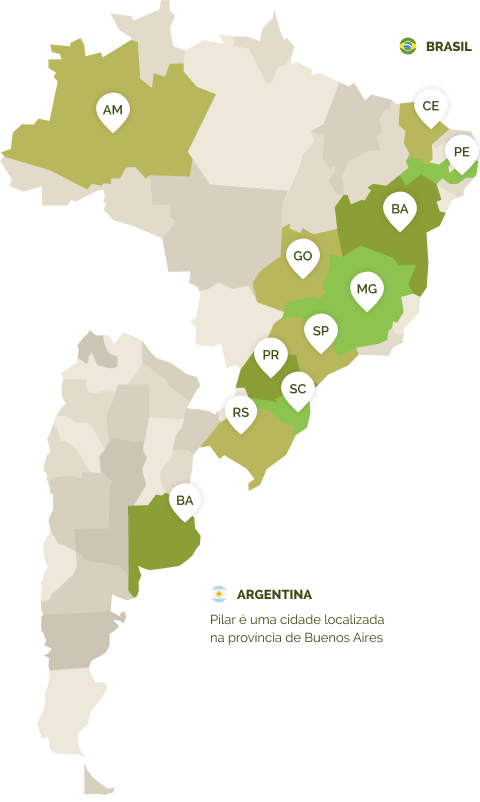 BRASIL
CE
AM
PE
BA
GO
MG
SP
PR
SC
RS
BA
ARGENTINA
Pilar é uma cidade localizada
na província de Buenos Aires